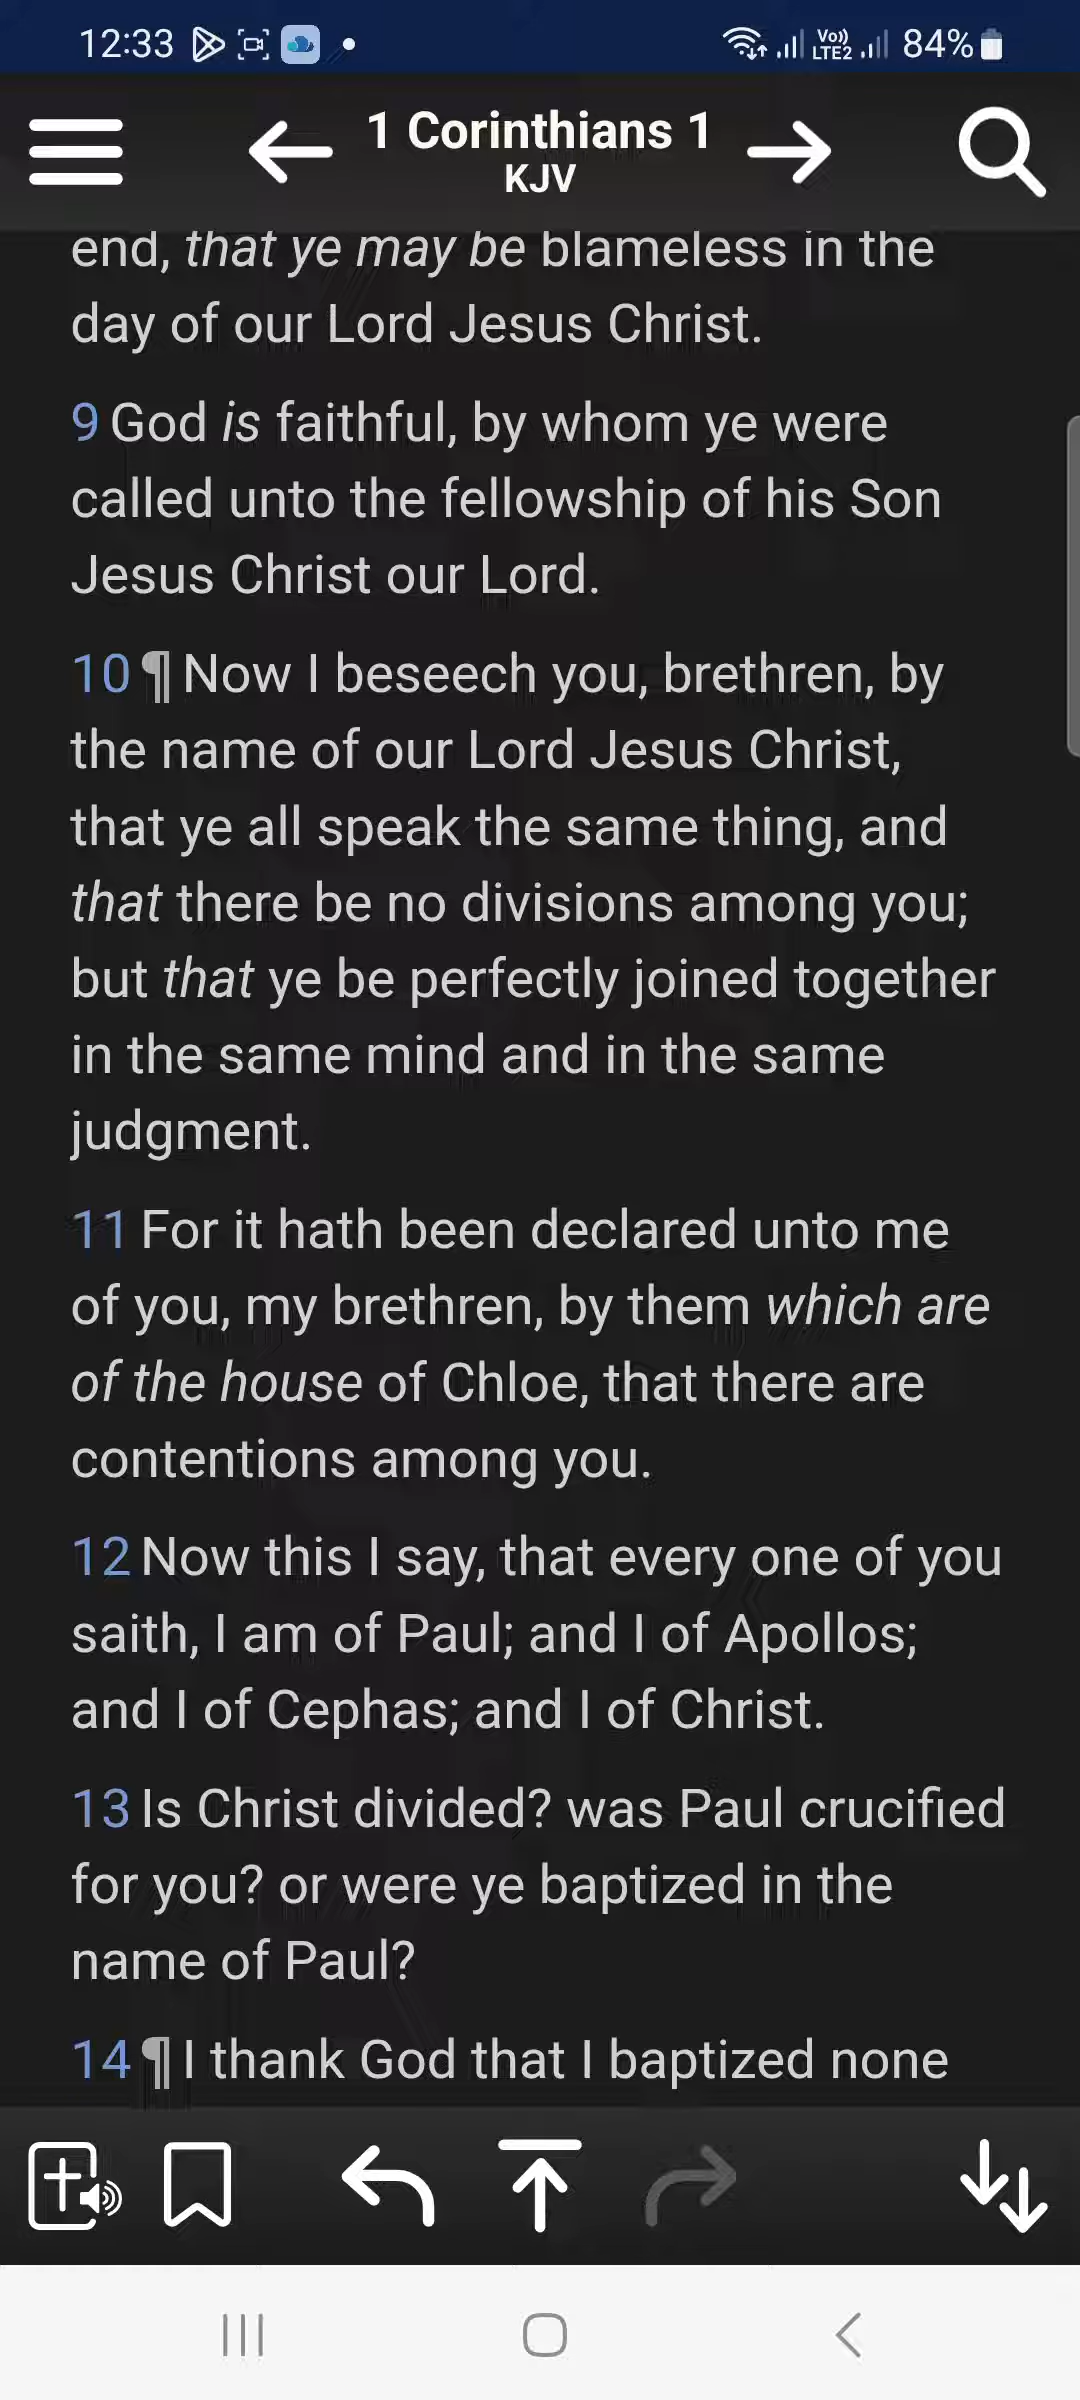 12:33
Vo)) LTE2 84%
1 Corinthians 1
KJV
end, that ye may be blameless in the
day of our Lord Jesus Christ.
9 God is faithful, by whom ye were
called unto the fellowship of his Son
Jesus Christ our Lord.
10 ¶ Now I beseech you, brethren, by
the name of our Lord Jesus Christ,
that ye all speak the same thing, and
that there be no divisions among you;
but that ye be perfectly joined together
in the same mind and in the same
judgment.
11 For it hath been declared unto me
of you, my brethren, by them which are
of the house of Chloe, that there are
contentions among you.
12 Now this I say, that every one of you
saith, I am of Paul; and I of Apollos;
and I of Cephas; and I of Christ.
13 Is Christ divided? was Paul crucified
for you? or were ye baptized in the
name of Paul?
14 ¶ I thank God that I baptized none